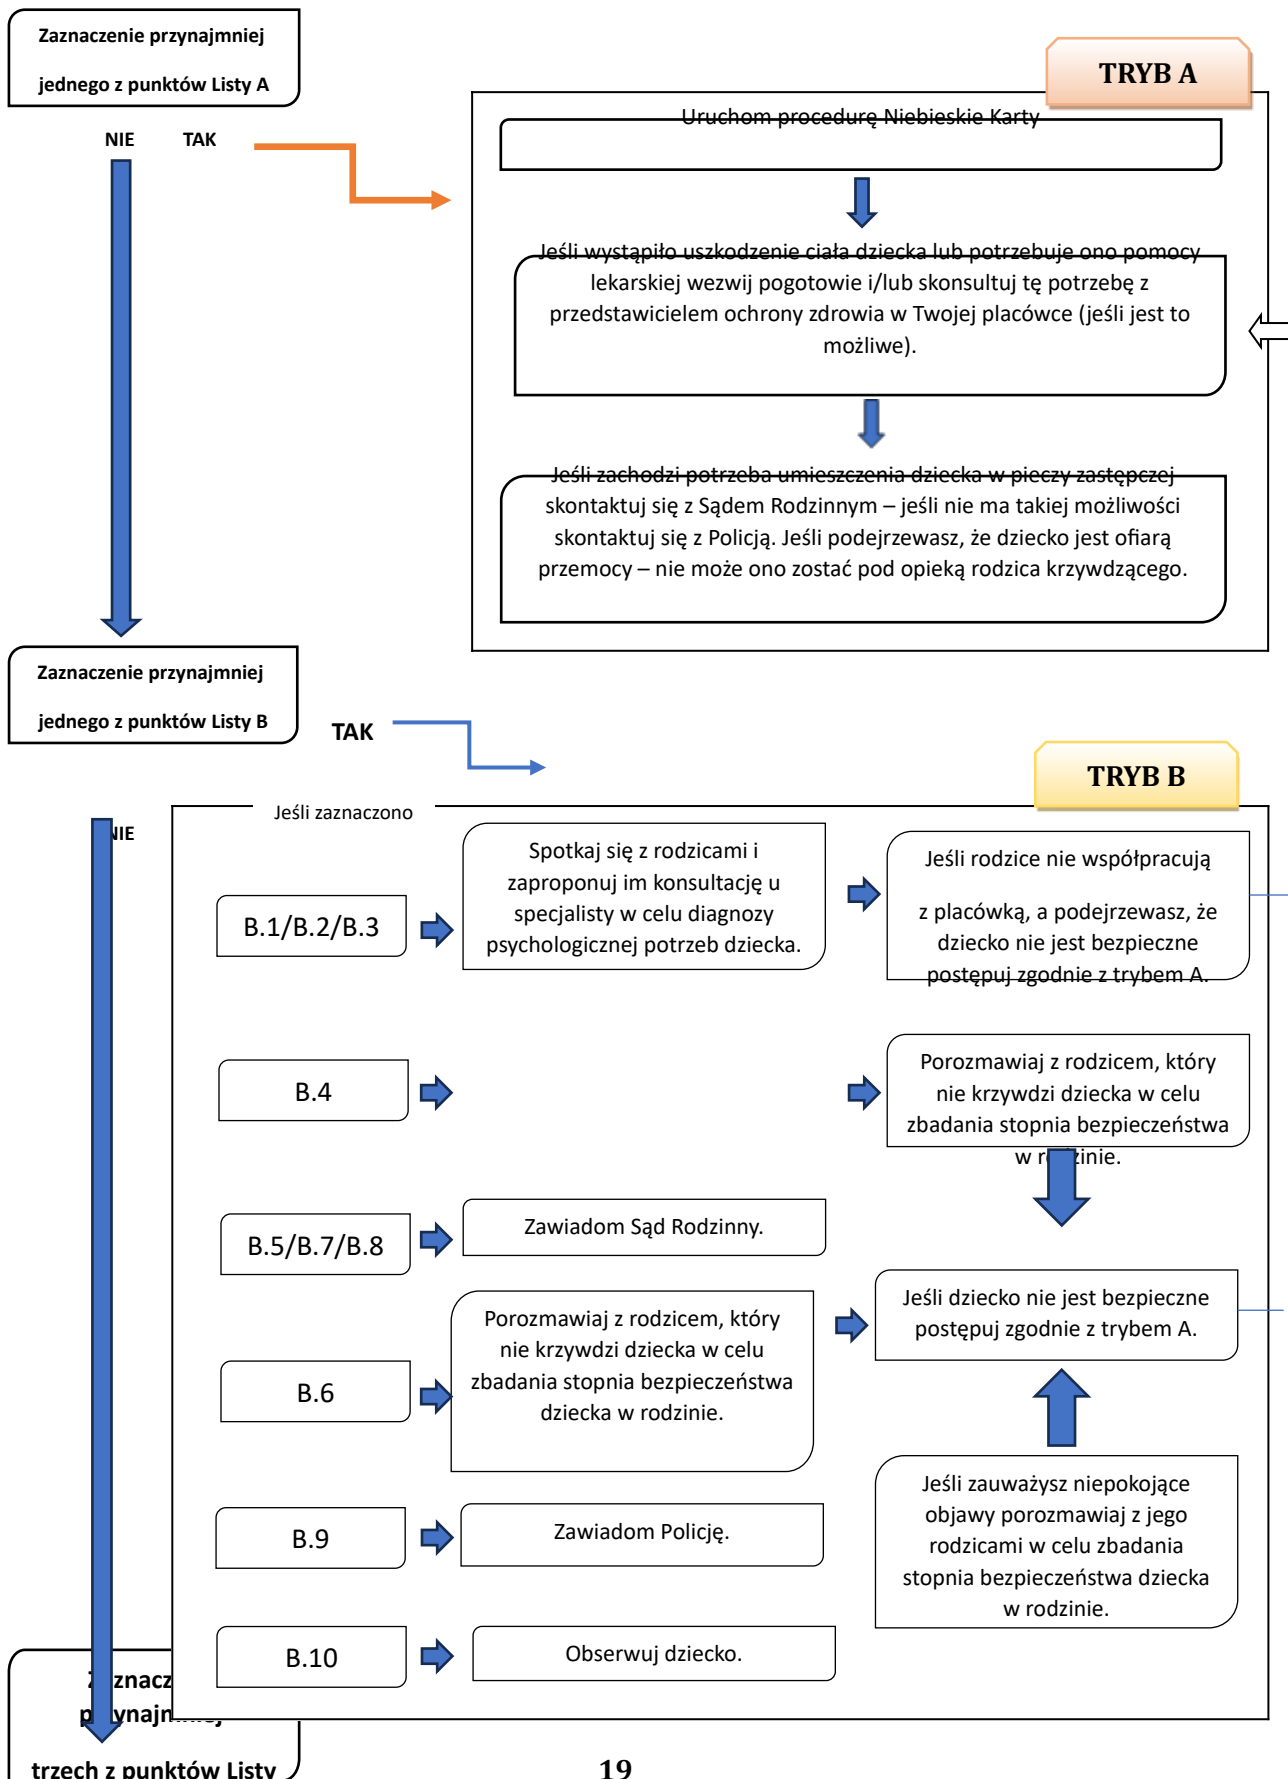 Zaznaczenie przynajmniej
jednego z punktów Listy A
NIE TAK
TRYB A
Uruchom procedurę Niebieskie Karty
Jeśli wystąpiło uszkodzenie ciała dziecka lub potrzebuje ono pomocy
lekarskiej wezwij pogotowie i/lub skonsultuj tę potrzebę z
przedstawicielem ochrony zdrowia w Twojej placówce (jeśli jest to
możliwe).
Jeśli zachodzi potrzeba umieszczenia dziecka w pieczy zastępczej
skontaktuj się z Sądem Rodzinnym – jeśli nie ma takiej możliwości
skontaktuj się z Policją. Jeśli podejrzewasz, że dziecko jest ofiarą
przemocy – nie może ono zostać pod opieką rodzica krzywdzącego.
Zaznaczenie przynajmniej
jednego z punktów Listy B
TAK
TRYB B
NIE
Jeśli zaznaczono
B.1/B.2/B.3
Spotkaj się z rodzicami i
zaproponuj im konsultację u
specjalisty w celu diagnozy
psychologicznej potrzeb dziecka.
Jeśli rodzice nie współpracują
z placówką, a podejrzewasz, że
dziecko nie jest bezpieczne
postępuj zgodnie z trybem A.
B.4
Porozmawiaj z rodzicem, który
nie krzywdzi dziecka w celu
zbadania stopnia bezpieczeństwa
w rodzinie.
B.5/B.7/B.8
Zawiadom Sąd Rodzinny.
Jeśli dziecko nie jest bezpieczne
postępuj zgodnie z trybem A.
B.6
Porozmawiaj z rodzicem, który
nie krzywdzi dziecka w celu
zbadania stopnia bezpieczeństwa
dziecka w rodzinie.
B.9
Zawiadom Policję.
Jeśli zauważysz niepokojące
objawy porozmawiaj z jego
rodzicami w celu zbadania
stopnia bezpieczeństwa dziecka
w rodzinie.
B.10
Obserwuj dziecko.
przynajmniej
trzech z punktów Listy
19